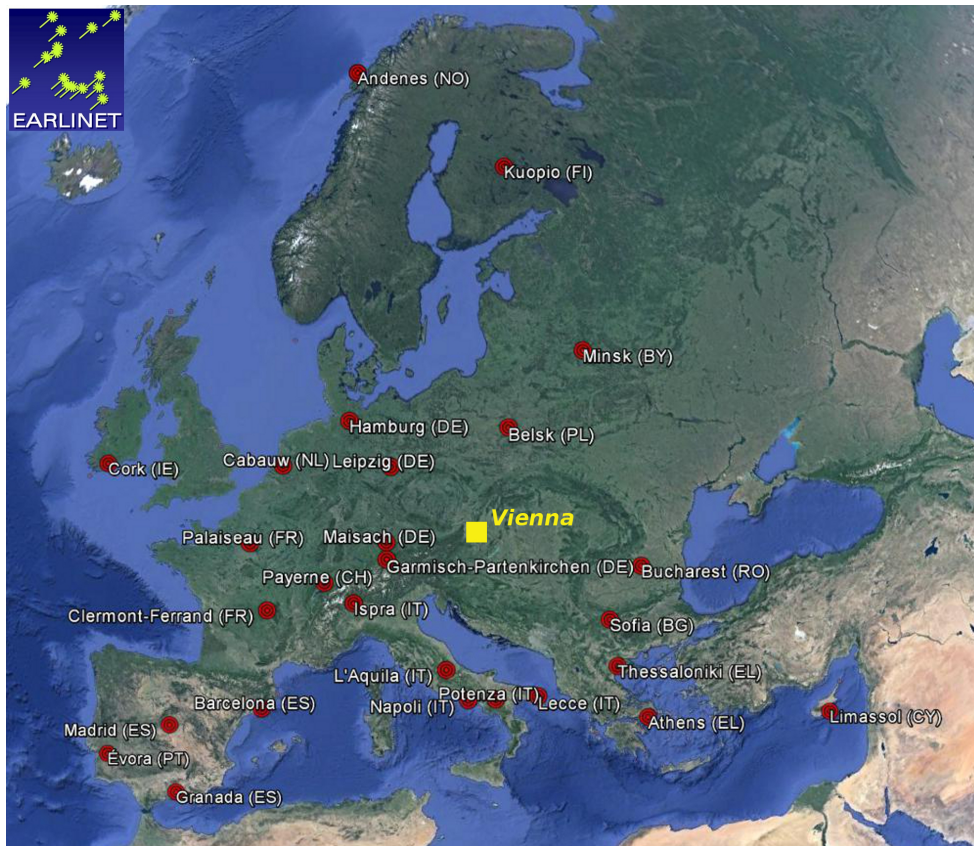 EARLINET
Andenes (NO)
Kuopio (FI)
Minsk (BY)
Hamburg (DE)
Belsk (PL)
Cork (IE)
Cabauw (NL)
Leipzig (DE)
Vienna
Palaiseau (FR)
Maisach (DE)
Garmisch-Partenkirchen (DE)
Bucharest (RO)
Payerne (CH)
Ispra (IT)
Clermont-Ferrand (FR)
Sofia (BG)
L'Aquila (IT)
Thessaloniki (EL)
Potenza (IT)
Barcelona (ES)
Napoli (IT)
Lecce (IT)
Madrid (ES)
Athens (EL)
Limassol (CY)
Évora (PT)
Granada (ES)